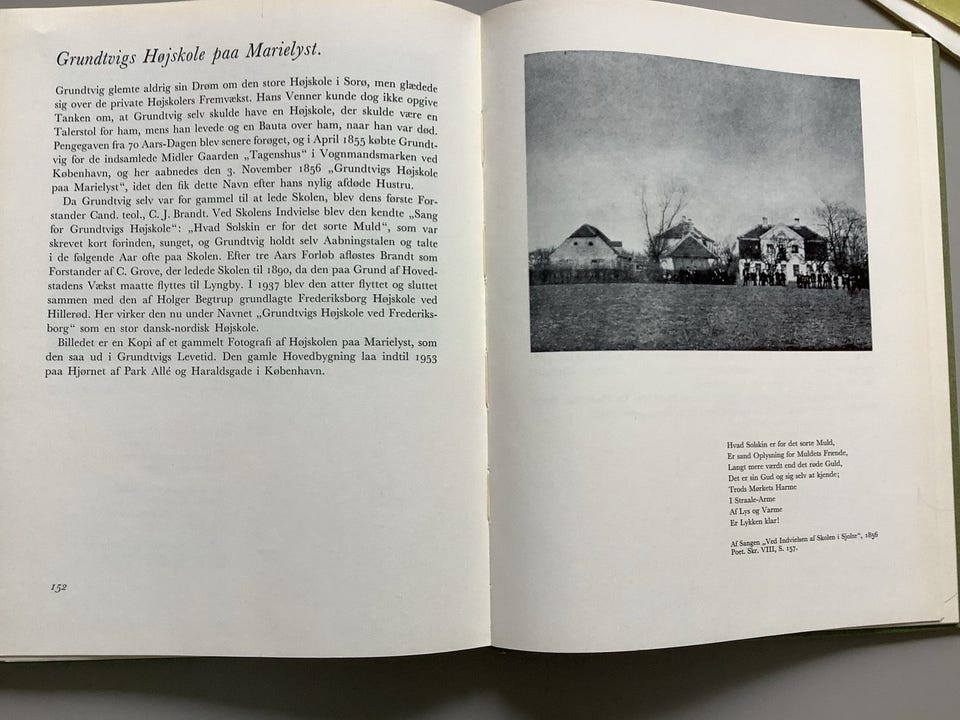 Grundtvigs Højskole paa Marielyst.
Grundtvig glemte aldrig sin Drøm om den store Højskole i Sorø, men glædede
sig over de private Højskolers Fremvækst. Hans Venner kunde dog ikke opgive
Tanken om, at Grundtvig selv skulde have en Højskole, der skulde være en
Talerstol for ham, mens han levede og en Bauta over ham, naar han var død.
Pengegaven fra 70 Aars-Dagen blev senere forøget, og i April 1855 købte Grundt-
vig for de indsamlede Midler Gaarden „Tagenshus“ i Vognmandsmarken ved
København, og her aabnedes den 3. November 1856 „Grundtvigs Højskole
paa Marielyst“, idet den fik dette Navn efter hans nylig afdøde Hustru.
Da Grundtvig selv var for gammel til at lede Skolen, blev dens første For-
stander Cand. teol., C. J. Brandt. Ved Skolens Indvielse blev den kendte „Sang
for Grundtvigs Højskole“: „Hvad Solskin er for det sorte Muld“, som var
skrevet kort forinden, sunget, og Grundtvig holdt selv Aabningstalen og talte
i de følgende Aar ofte paa Skolen. Efter tre Aars Forløb afløstes Brandt som
Forstander af C. Grove, der ledede Skolen til 1890, da den paa Grund af Hoved-
stadens Vækst maatte flyttes til Lyngby. I 1937 blev den atter flyttet og sluttet
sammen med den af Holger Begtrup grundlagte Frederiksborg Højskole ved
Hillerød. Her virker den nu under Navnet „Grundtvigs Højskole ved Frederiks-
borg“ som en stor dansk-nordisk Højskole.
Billedet er en Kopi af et gammelt Fotografi af Højskolen paa Marielyst, som
den saa ud i Grundtvigs Levetid. Den gamle Hovedbygning laa indtil 1953
paa Hjørnet af Park Allé og Haraldsgade i København.
152
Hvad Solskin er for det sorte Muld,
Er sand Oplysning for Muldets Frænde,
Langt mere værdt end det røde Guld,
Det er sin Gud og sig selv at kjende;
Trods Mørkets Harme
I Straale-Arme
Af Lys og Varme
Er Lykken klar!
Af Sangen „Ved Indvielsen af Skolen i Sjolte“, 1856
Poet. Skr. VIII, S. 157.